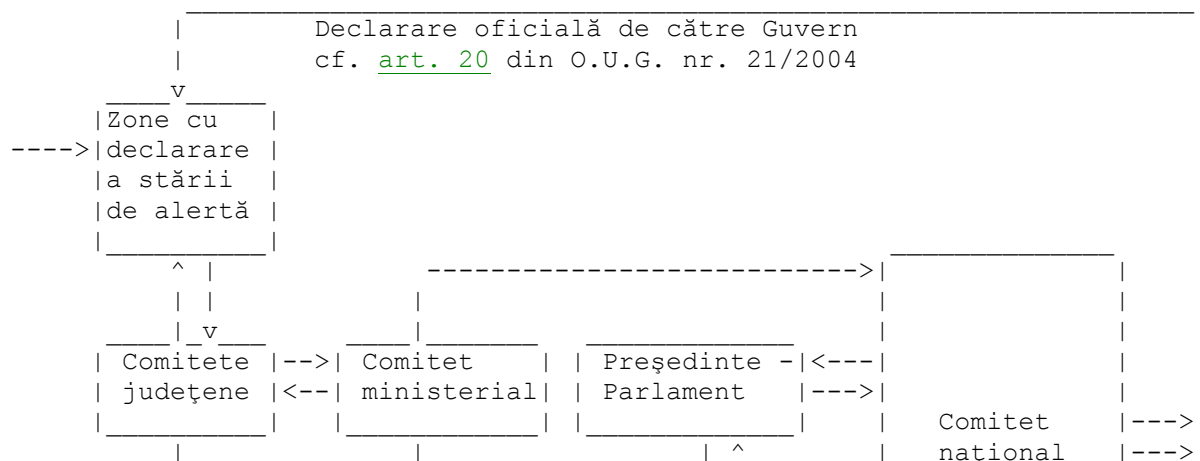 Declarare oficială de către Guvern
cf. art. 20 din O.U.G. nr. 21/2004
Zone cu
declarare
a stării
de alertă
Comitete Comitet Preşedinte -
judeţene ministerial Parlament
Comitet
national